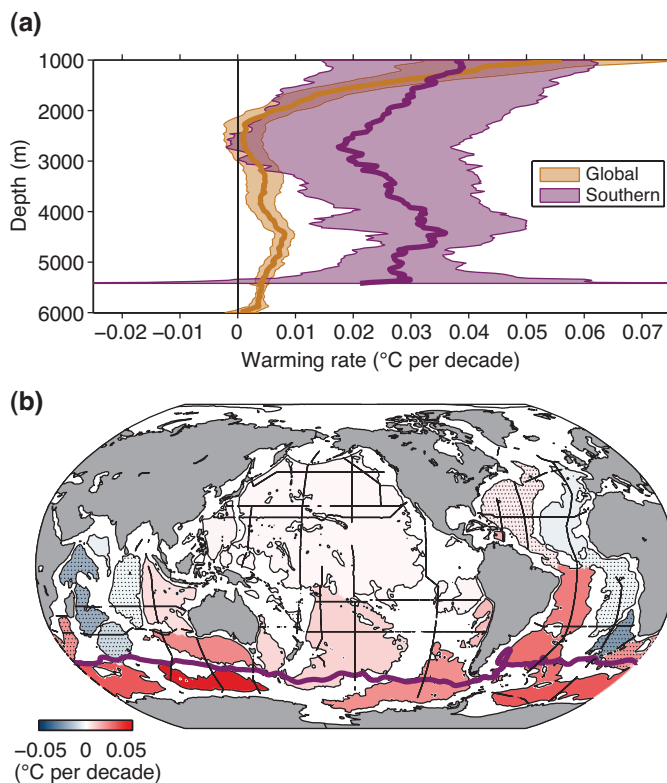 (a)
1000
2000
3000
4000
5000
6000
Depth (m)
Global
Southern
−0.02 −0.01 0 0.01 0.02 0.03 0.04 0.05 0.06 0.07
Warming rate (°C per decade)
(b)
−0.05 0 0.05
(°C per decade)